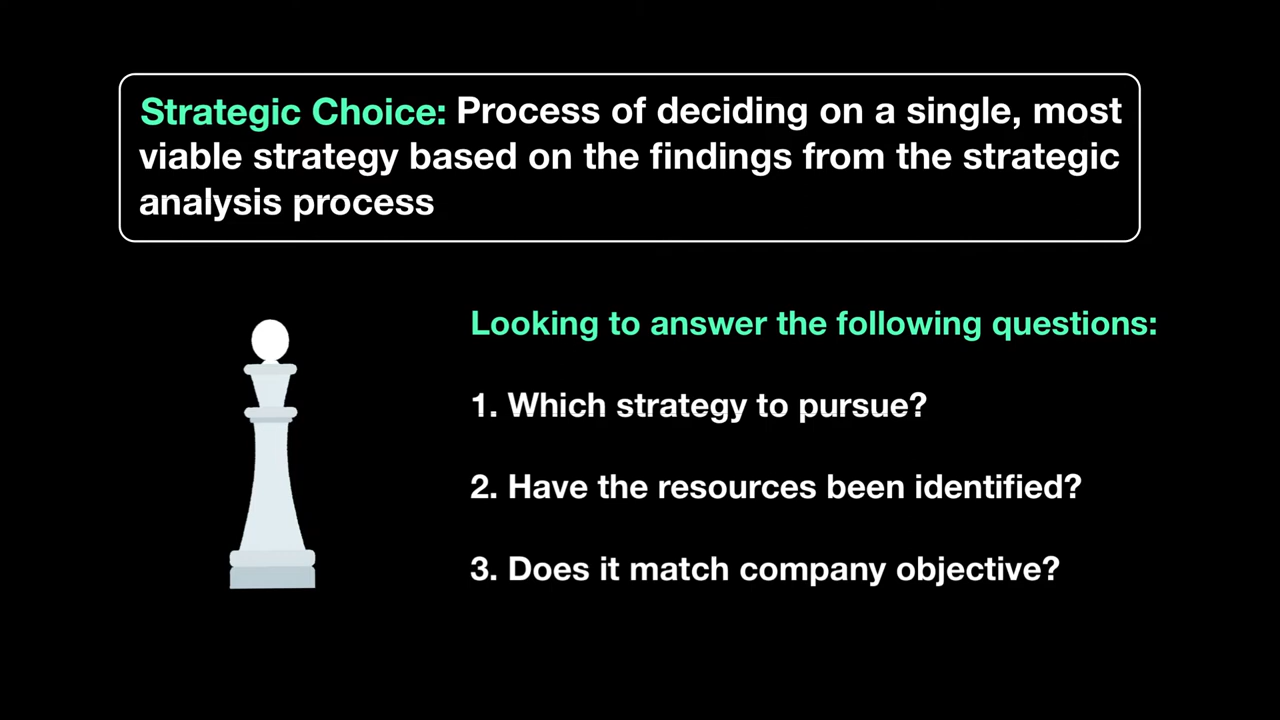 Strategic Choice: Process of deciding on a single, most
viable strategy based on the findings from the strategic
analysis process
Looking to answer the following questions:
1. Which strategy to pursue?
2. Have the resources been identified?
3. Does it match company objective?